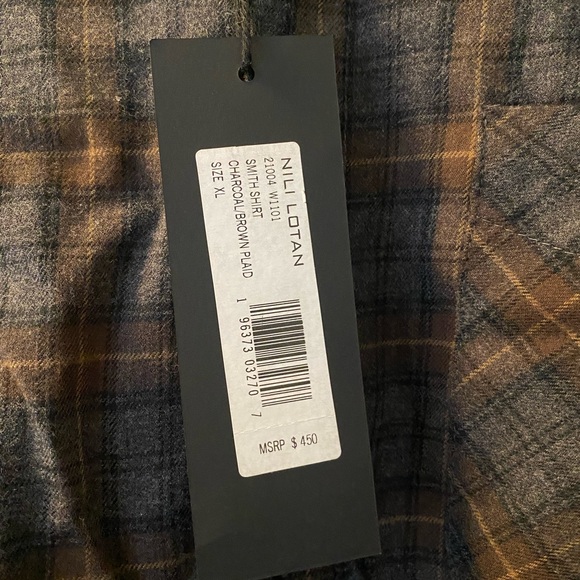 NILI LOTAN
21004 W1101
SMITH SHIRT
CHARCOAL/BROWN PLAID
SIZE XL
1 96373 03270 7
MSRP $ 450